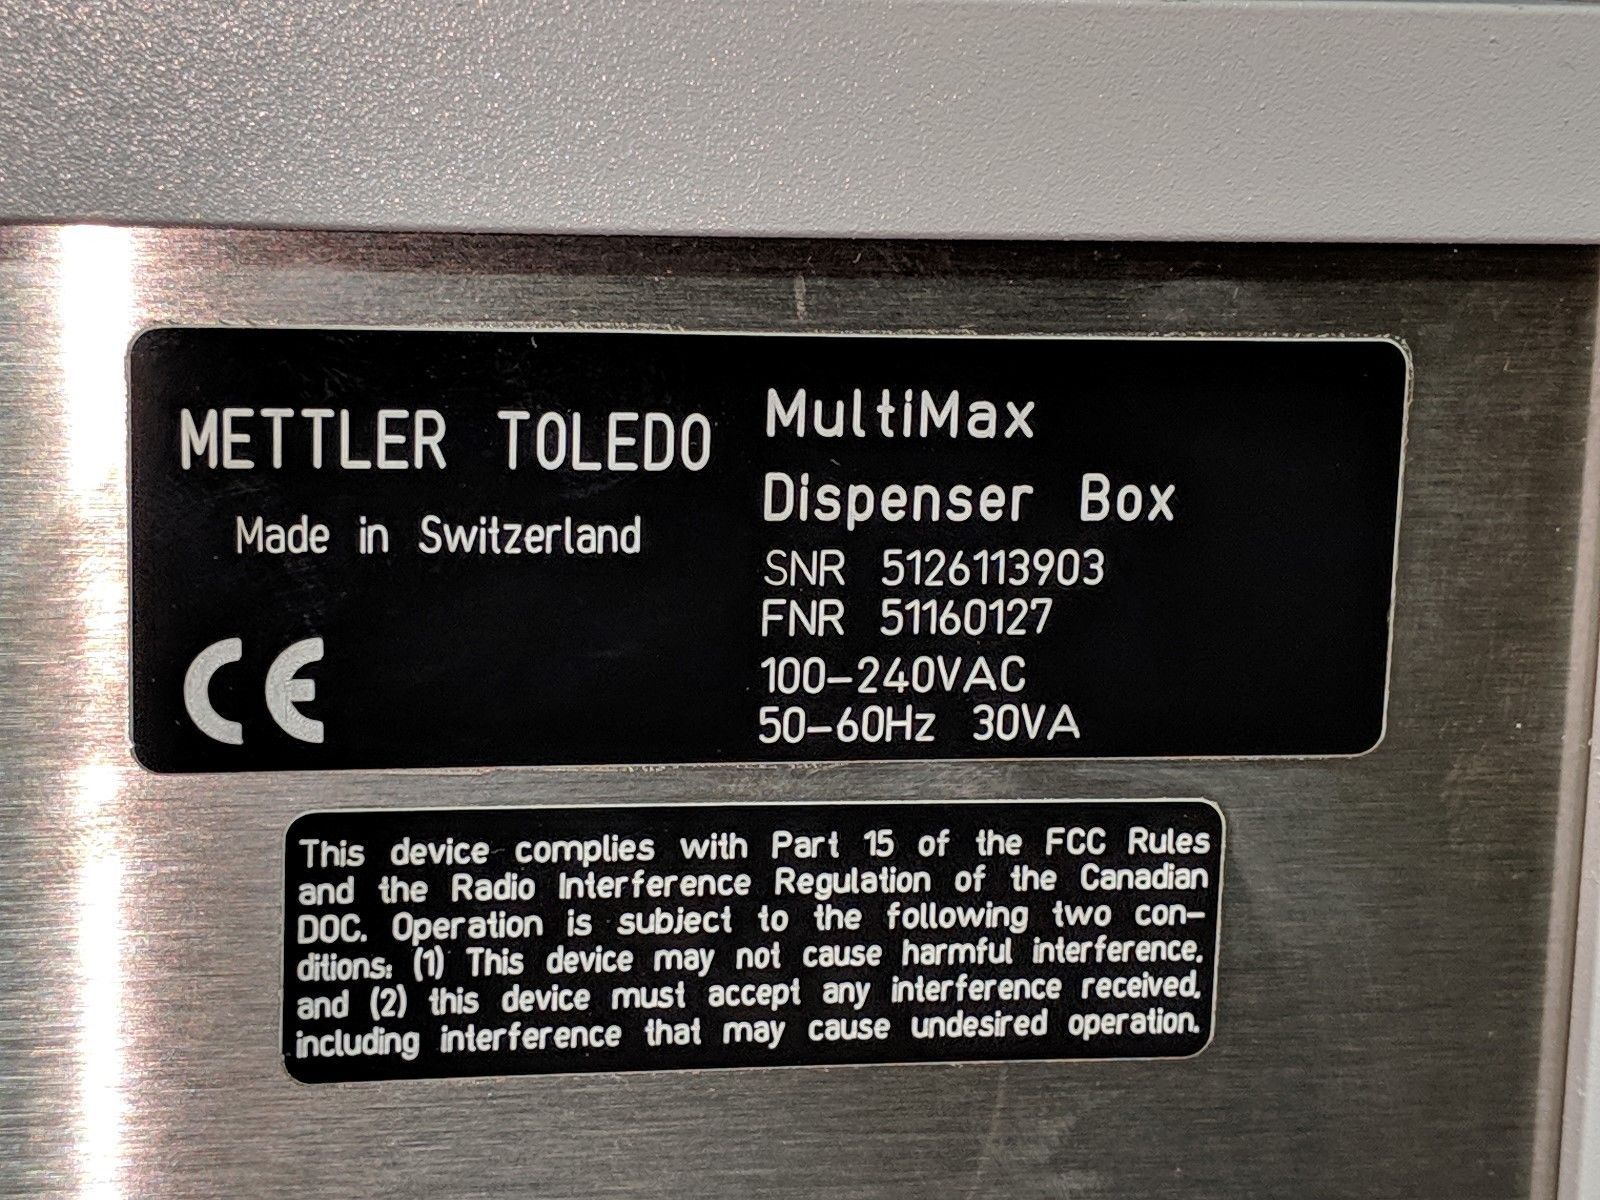 METTLER TOLEDO
Made in Switzerland
CE
MultiMax
Dispenser Box
SNR 5126113903
FNR 51160127
100-240VAC
50-60Hz 30VA
This device complies with Part 15 of the FCC Rules
and the Radio Interference Regulation of the Canadian
DOC. Operation is subject to the following two con-
ditions: (1) This device may not cause harmful interference,
and (2) this device must accept any interference received,
including interference that may cause undesired operation.